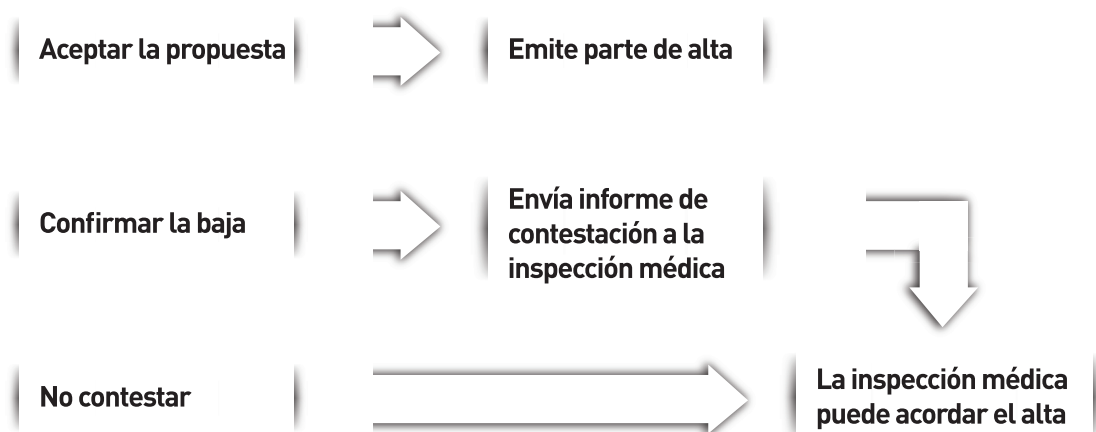 Aceptar la propuesta
Emite parte de alta
Confirmar la baja
Envía informe de
contestación a la
inspección médica
No contestar
La inspección médica
puede acordar el alta